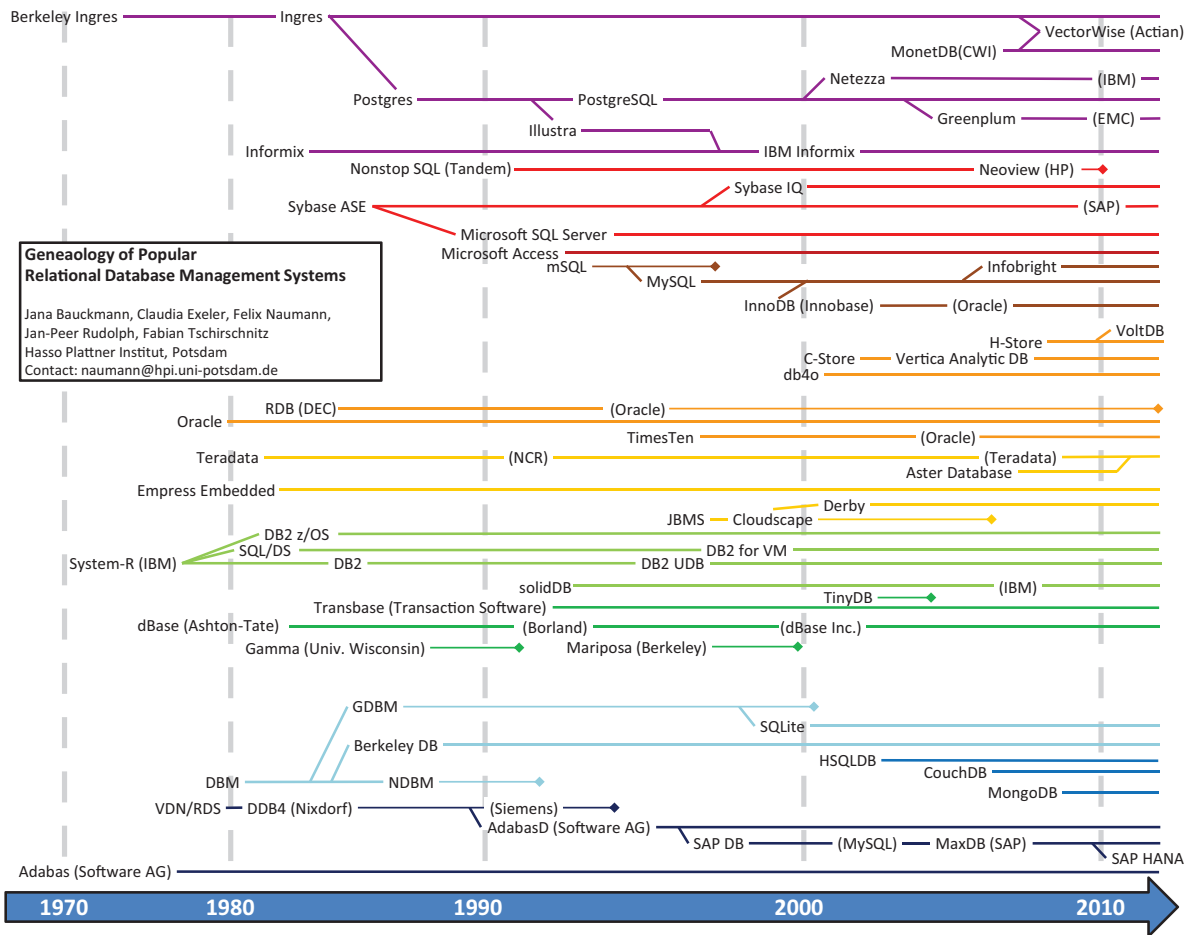 Berkeley Ingres
Ingres
VectorWise (Actian)
MonetDB(CWI)
Netezza
(IBM)
Postgres
PostgreSQL
Greenplum
(EMC)
Illustra
Informix
IBM Informix
Nonstop SQL (Tandem)
Neoview (HP)
Sybase IQ
Sybase ASE
(SAP)
Microsoft SQL Server
Microsoft Access
mSQL
Infobright
MySQL
InnoDB (Innobase)
(Oracle)
Geneaology of Popular
Relational Database Management Systems
Jana Bauckmann, Claudia Exeler, Felix Naumann,
Jan-Peer Rudolph, Fabian Tschirschnitz
Hasso Plattner Institut, Potsdam
Contact: naumann@hpi.uni-potsdam.de
VoltDB
H-Store
C-Store
Vertica Analytic DB
db4o
RDB (DEC)
(Oracle)
Oracle
TimesTen
(Oracle)
Teradata
(NCR)
(Teradata)
Aster Database
Empress Embedded
Derby
JBMS
Cloudscape
DB2 z/OS
SQL/DS
DB2 for VM
System-R (IBM)
DB2
DB2 UDB
solidDB
(IBM)
TinyDB
Transbase (Transaction Software)
dBase (Ashton-Tate)
(Borland)
(dBase Inc.)
Gamma (Univ. Wisconsin)
Mariposa (Berkeley)
GDBM
SQLite
Berkeley DB
HSQLDB
CouchDB
DBM
NDBM
MongoDB
VDN/RDS
DDB4 (Nixdorf)
(Siemens)
AdabasD (Software AG)
SAP DB
(MySQL)
MaxDB (SAP)
SAP HANA
Adabas (Software AG)
1970
1980
1990
2000
2010